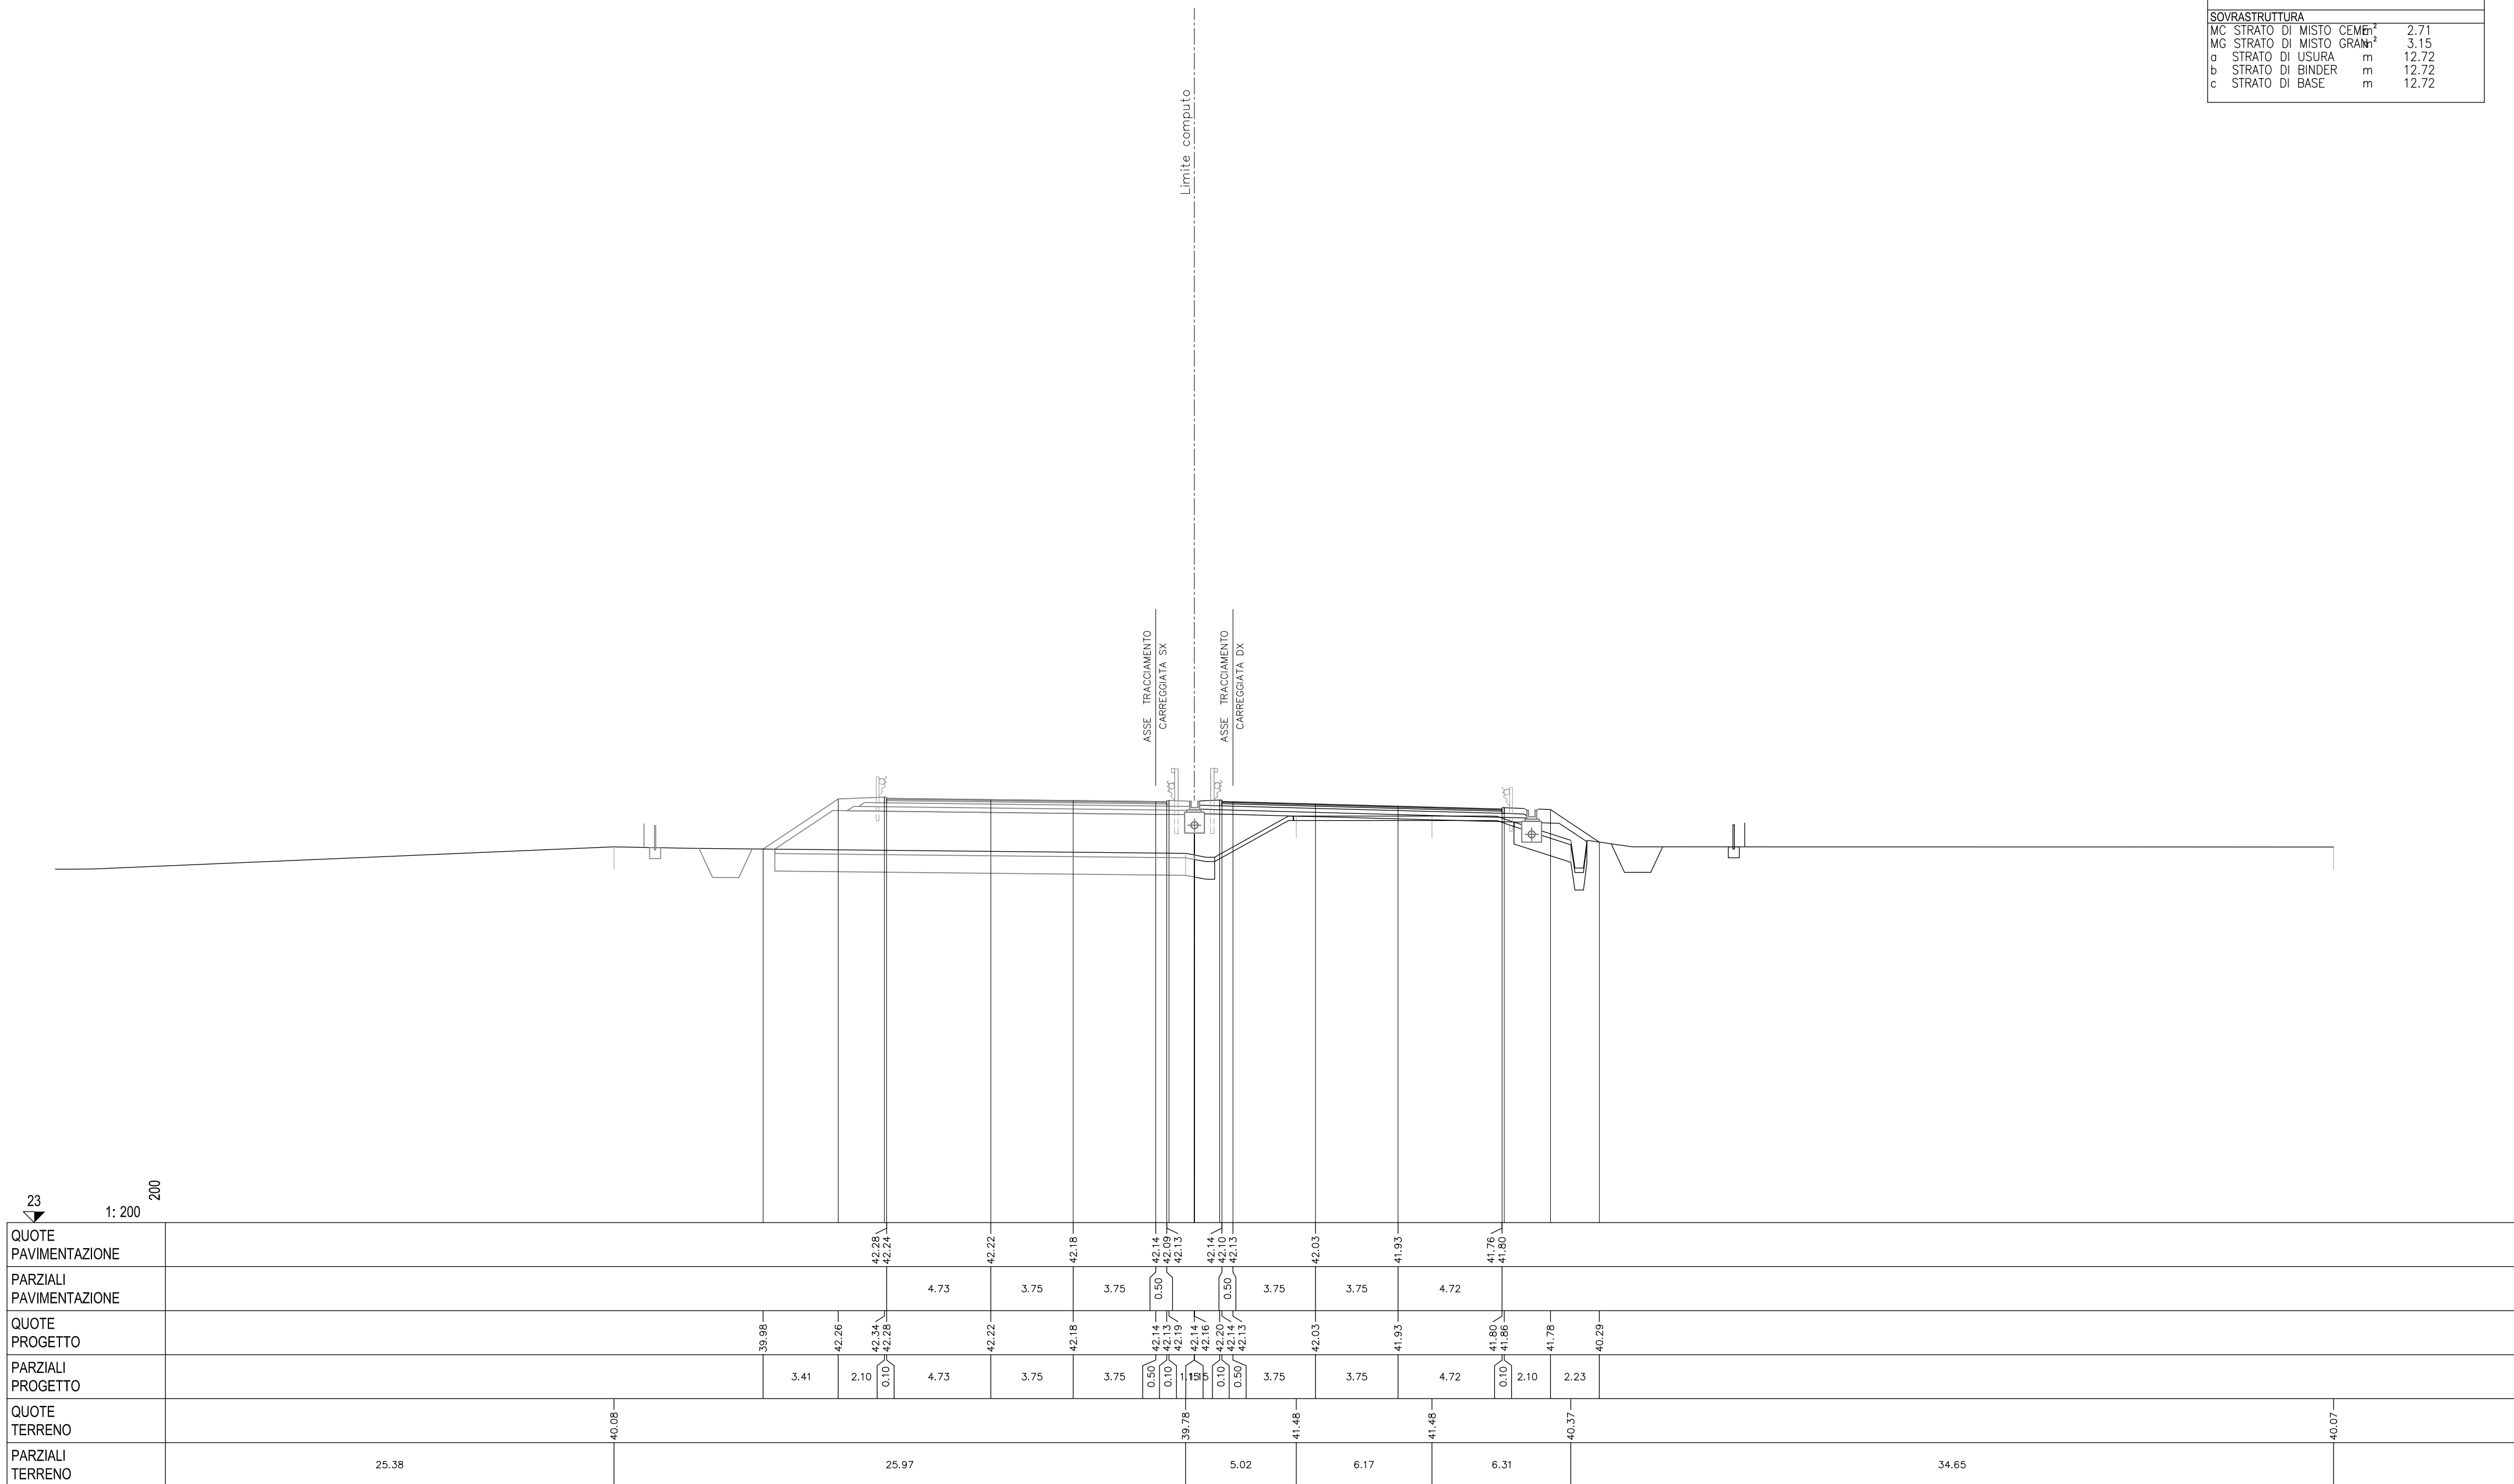 SOVRASTRUTTURA
MC STRATO DI MISTO CEME m² 2.71
MG STRATO DI MISTO GRAN m² 3.15
a STRATO DI USURA m 12.72
b STRATO DI BINDER m 12.72
c STRATO DI BASE m 12.72
Limite computo
ASSE TRACCIAMENTO
CARREGGIATA SX
ASSE TRACCIAMENTO
CARREGGIATA DX
23
1: 200
200
QUOTE
PAVIMENTAZIONE
42.28 42.24 42.22 42.18 42.14 42.09 42.13 42.14 42.10 42.13 42.03 41.93 41.76 41.80
PARZIALI
PAVIMENTAZIONE
4.73 3.75 3.75 0.50 0.50 3.75 3.75 4.72
QUOTE
PROGETTO
39.98 42.26 42.34 42.28 42.22 42.18 42.14 42.13 42.19 42.14 42.16 42.20 42.14 42.13 42.03 41.93 41.80 41.86 41.78 40.29
PARZIALI
PROGETTO
3.41 2.10 0.10 4.73 3.75 3.75 0.50 0.10 1.15 1.15 0.10 0.50 3.75 3.75 4.72 0.10 2.10 2.23
QUOTE
TERRENO
40.08 39.78 41.48 41.48 40.37 40.07
PARZIALI
TERRENO
25.38 25.97 5.02 6.17 6.31 34.65